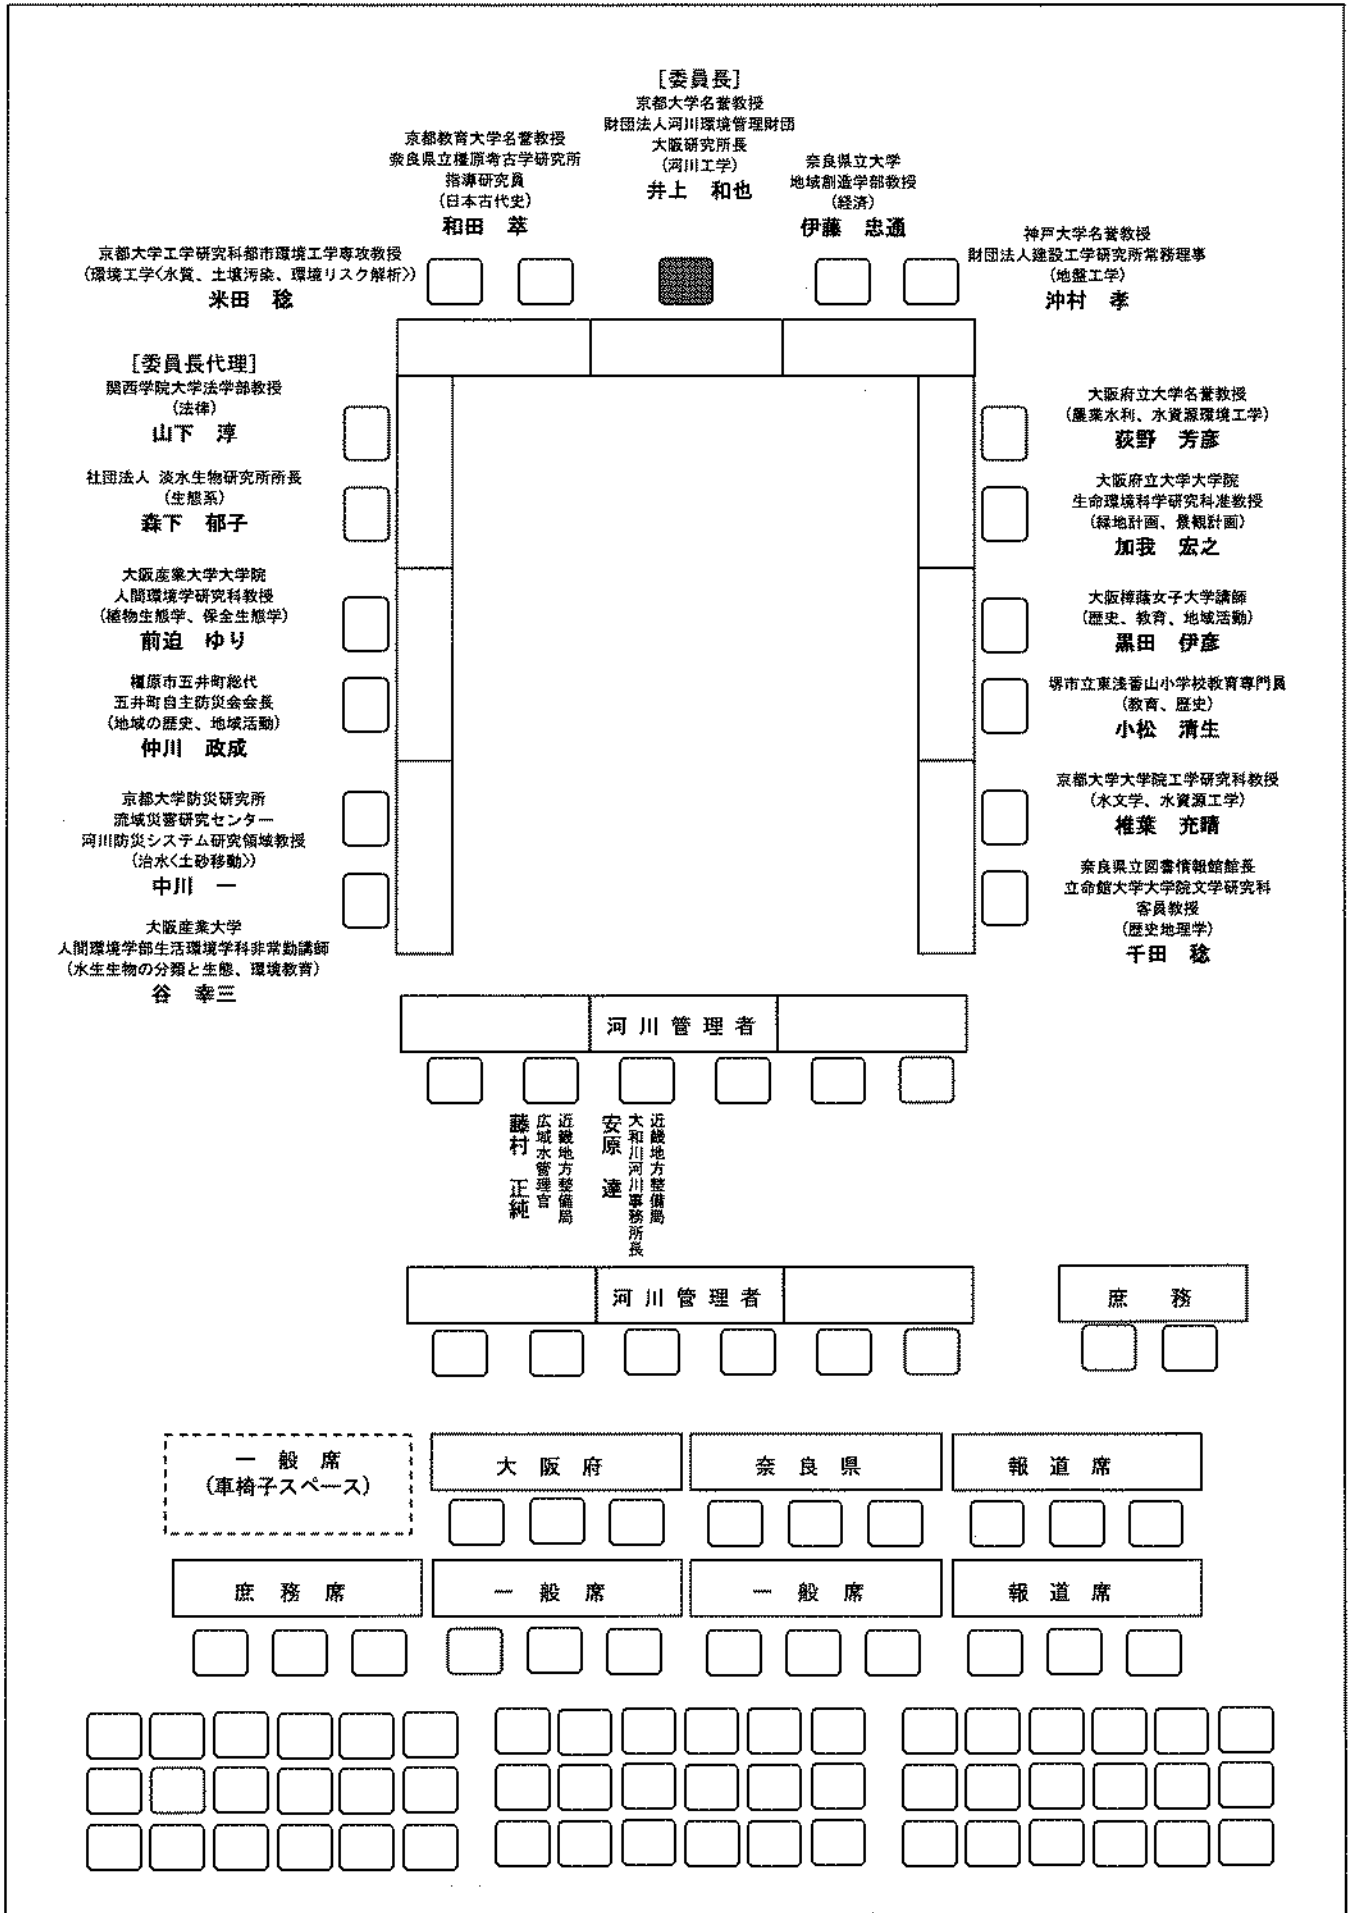 [委員長]
京都大学名誉教授
財団法人河川環境管理財団
大阪研究所長
(河川工学)
井上 和也
京都教育大学名誉教授
奈良県立橿原考古学研究所
指導研究員
(日本古代史)
和田 萃
奈良県立大学
地域創造学部教授
(経済)
伊藤 忠通
京都大学工学研究科都市環境工学専攻教授
(環境工学〈水質、土壌汚染、環境リスク解析〉)
米田 稔
神戸大学名誉教授
財団法人建設工学研究所常務理事
(地盤工学)
沖村 孝
[委員長代理]
関西学院大学法学部教授
(法律)
山下 淳
社団法人 淡水生物研究所所長
(生態系)
森下 郁子
大阪産業大学大学院
人間環境学研究科教授
(植物生態学、保全生態学)
前迫 ゆり
橿原市五井町総代
五井町自主防災会会長
(地域の歴史、地域活動)
仲川 政成
京都大学防災研究所
流域災害研究センター
河川防災システム研究領域教授
(治水〈土砂移動〉)
中川 一
大阪産業大学
人間環境学部生活環境学科非常勤講師
(水生生物の分類と生態、環境教育)
谷 幸三
大阪府立大学名誉教授
(農業水利、水資源環境工学)
荻野 芳彦
大阪府立大学大学院
生命環境科学研究科准教授
(緑地計画、景観計画)
加我 宏之
大阪樟蔭女子大学講師
(歴史、教育、地域活動)
黒田 伊彦
堺市立東浅香山小学校教育専門員
(教育、歴史)
小松 清生
京都大学大学院工学研究科教授
(水文学、水資源工学)
椎葉 充晴
奈良県立図書情報館館長
立命館大学大学院文学研究科
客員教授
(歴史地理学)
千田 稔
河川管理者
近畿地方整備局
広域水管理官
藤村 正純
近畿地方整備局
大和川河川事務所長
安原 達
河川管理者
庶 務
一 般 席
(車椅子スペース)
大 阪 府
奈 良 県
報 道 席
庶 務 席
一 般 席
一 般 席
報 道 席